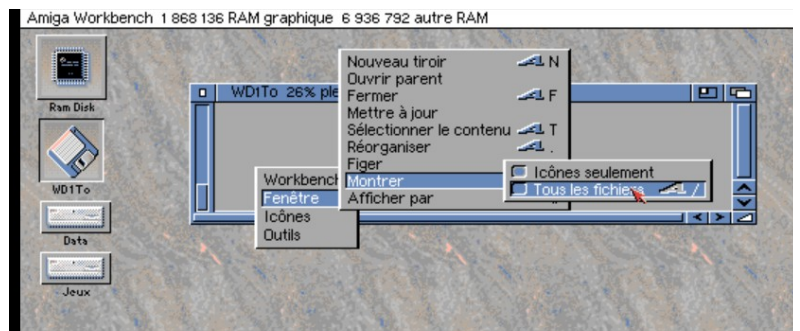 Amiga Workbench 1 868 136 RAM graphique 6 936 792 autre RAM
Ram Disk
WD1To
Data
Jeux
WD1To 26% ple
Workbench
Fenêtre
Icônes
Outils
Nouveau tiroir N
Ouvrir parent
Fermer F
Mettre à jour
Sélectionner le contenu T
Réorganiser .
Figer
Montrer
Afficher par
Icônes seulement
Tous les fichiers /